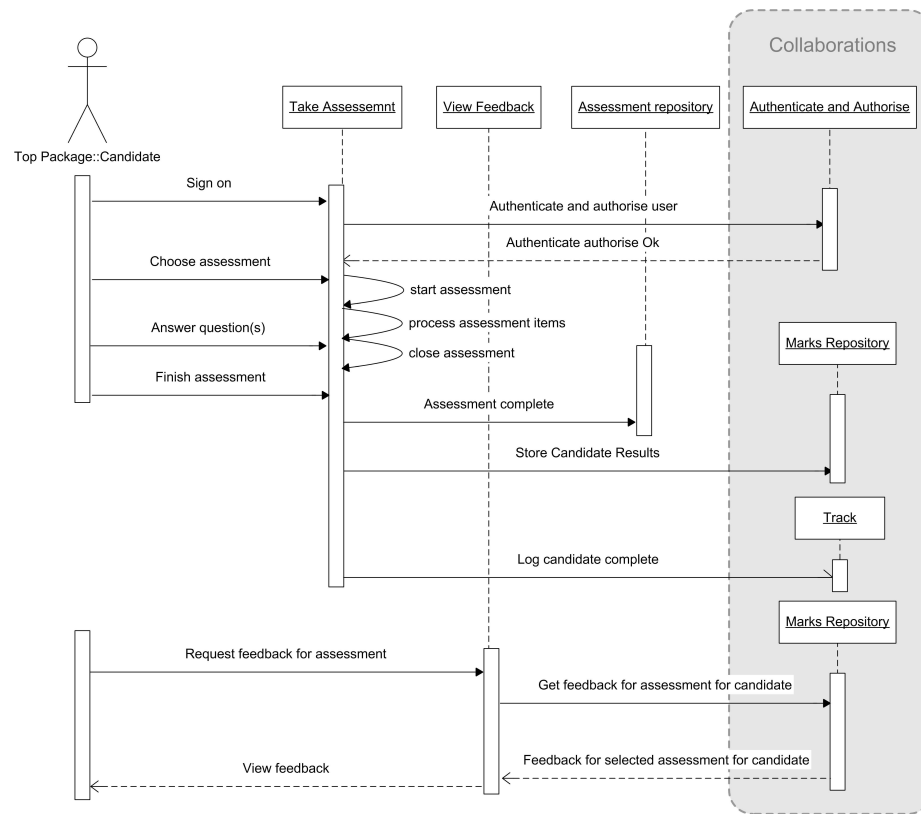 Collaborations
Take Assessemnt
View Feedback
Assessment repository
Authenticate and Authorise
Top Package::Candidate
Sign on
Authenticate and authorise user
Authenticate authorise Ok
Choose assessment
start assessment
process assessment items
Answer question(s)
close assessment
Marks Repository
Finish assessment
Assessment complete
Store Candidate Results
Track
Log candidate complete
Marks Repository
Request feedback for assessment
Get feedback for assessment for candidate
Feedback for selected assessment for candidate
View feedback